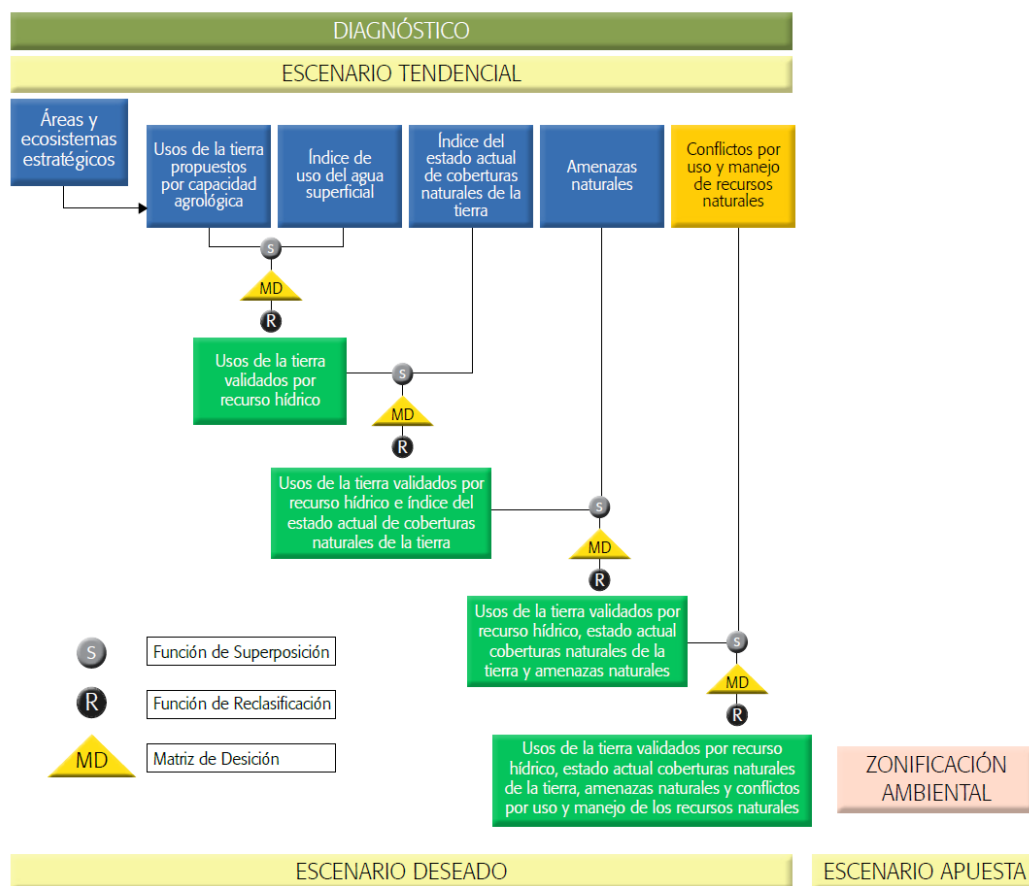 DIAGNÓSTICO
ESCENARIO TENDENCIAL
Áreas y
ecosistemas
estratégicos
Usos de la tierra
propuestos
por capacidad
agrológica
Índice de
uso del agua
superficial
Índice del
estado actual
de coberturas
naturales de la
tierra
Amenazas
naturales
Conflictos por
uso y manejo
de recursos
naturales
S
MD
R
Usos de la tierra
validados por
recurso hídrico
S
MD
R
Usos de la tierra validados por
recurso hídrico e índice del
estado actual de coberturas
naturales de la tierra
S
MD
R
Usos de la tierra validados por
recurso hídrico, estado actual
coberturas naturales de la
tierra y amenazas naturales
S
MD
R
Usos de la tierra validados por recurso
hídrico, estado actual coberturas naturales
de la tierra, amenazas naturales y conflictos
por uso y manejo de los recursos naturales
S
Función de Superposición
R
Función de Reclasificación
MD
Matriz de Desición
ZONIFICACIÓN
AMBIENTAL
ESCENARIO DESEADO
ESCENARIO APUESTA